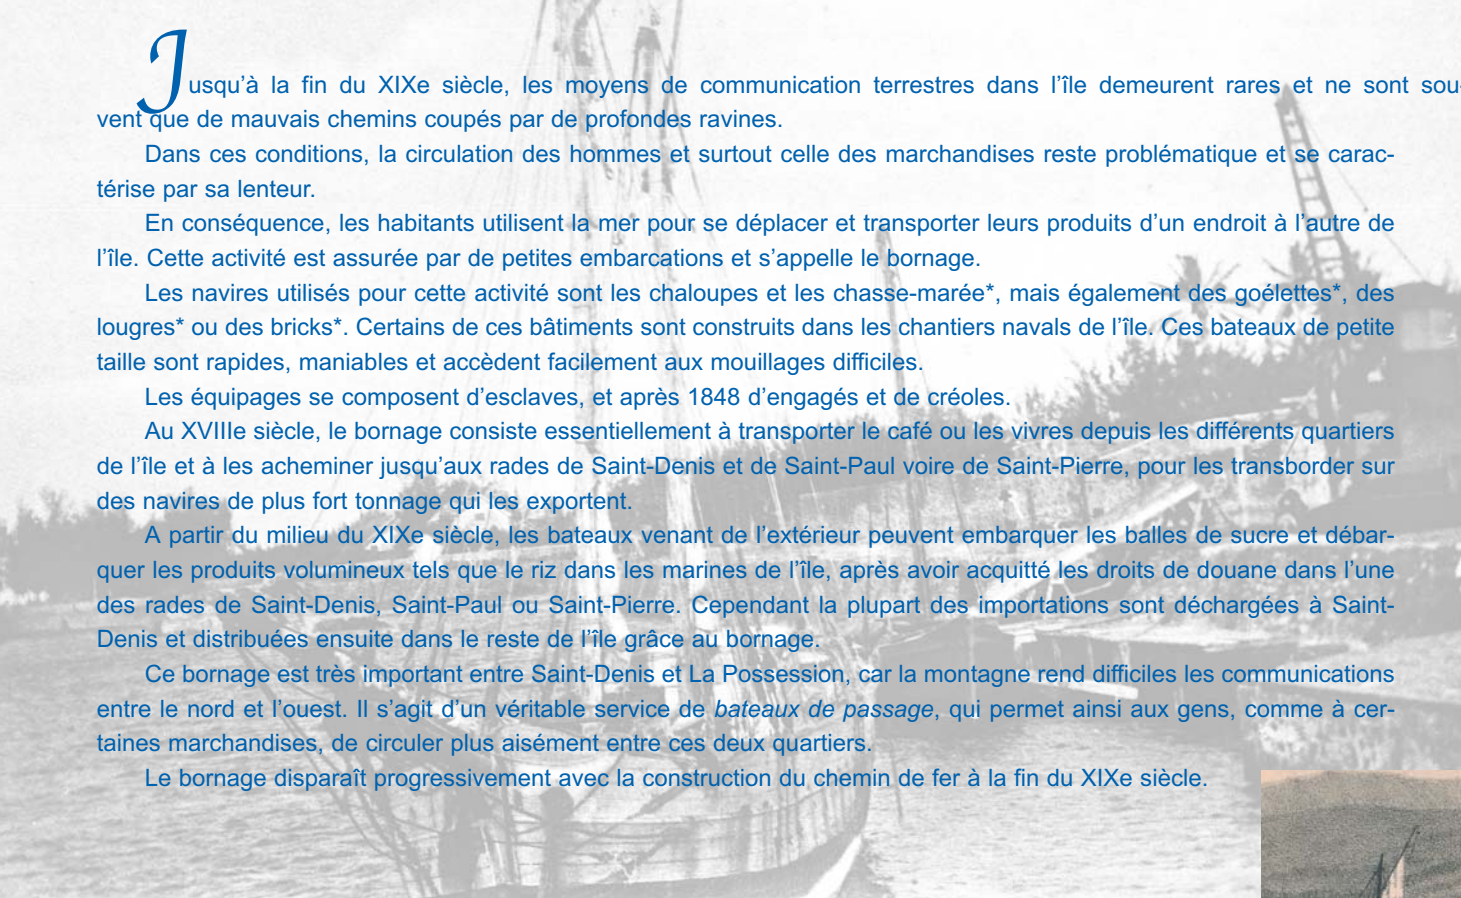 Jusqu’à la fin du XIXe siècle, les moyens de communication terrestres dans l’île demeurent rares et ne sont sou-
vent que de mauvais chemins coupés par de profondes ravines.
Dans ces conditions, la circulation des hommes et surtout celle des marchandises reste problématique et se carac-
térise par sa lenteur.
En conséquence, les habitants utilisent la mer pour se déplacer et transporter leurs produits d’un endroit à l’autre de
l’île. Cette activité est assurée par de petites embarcations et s’appelle le bornage.
Les navires utilisés pour cette activité sont les chaloupes et les chasse-marée*, mais également des goélettes*, des
lougres* ou des bricks*. Certains de ces bâtiments sont construits dans les chantiers navals de l’île. Ces bateaux de petite
taille sont rapides, maniables et accèdent facilement aux mouillages difficiles.
Les équipages se composent d’esclaves, et après 1848 d’engagés et de créoles.
Au XVIIIe siècle, le bornage consiste essentiellement à transporter le café ou les vivres depuis les différents quartiers
de l’île et à les acheminer jusqu’aux rades de Saint-Denis et de Saint-Paul voire de Saint-Pierre, pour les transborder sur
des navires de plus fort tonnage qui les exportent.
A partir du milieu du XIXe siècle, les bateaux venant de l’extérieur peuvent embarquer les balles de sucre et débar-
quer les produits volumineux tels que le riz dans les marines de l’île, après avoir acquitté les droits de douane dans l’une
des rades de Saint-Denis, Saint-Paul ou Saint-Pierre. Cependant la plupart des importations sont déchargées à Saint-
Denis et distribuées ensuite dans le reste de l’île grâce au bornage.
Ce bornage est très important entre Saint-Denis et La Possession, car la montagne rend difficiles les communications
entre le nord et l’ouest. Il s’agit d’un véritable service de bateaux de passage, qui permet ainsi aux gens, comme à cer-
taines marchandises, de circuler plus aisément entre ces deux quartiers.
Le bornage disparaît progressivement avec la construction du chemin de fer à la fin du XIXe siècle.